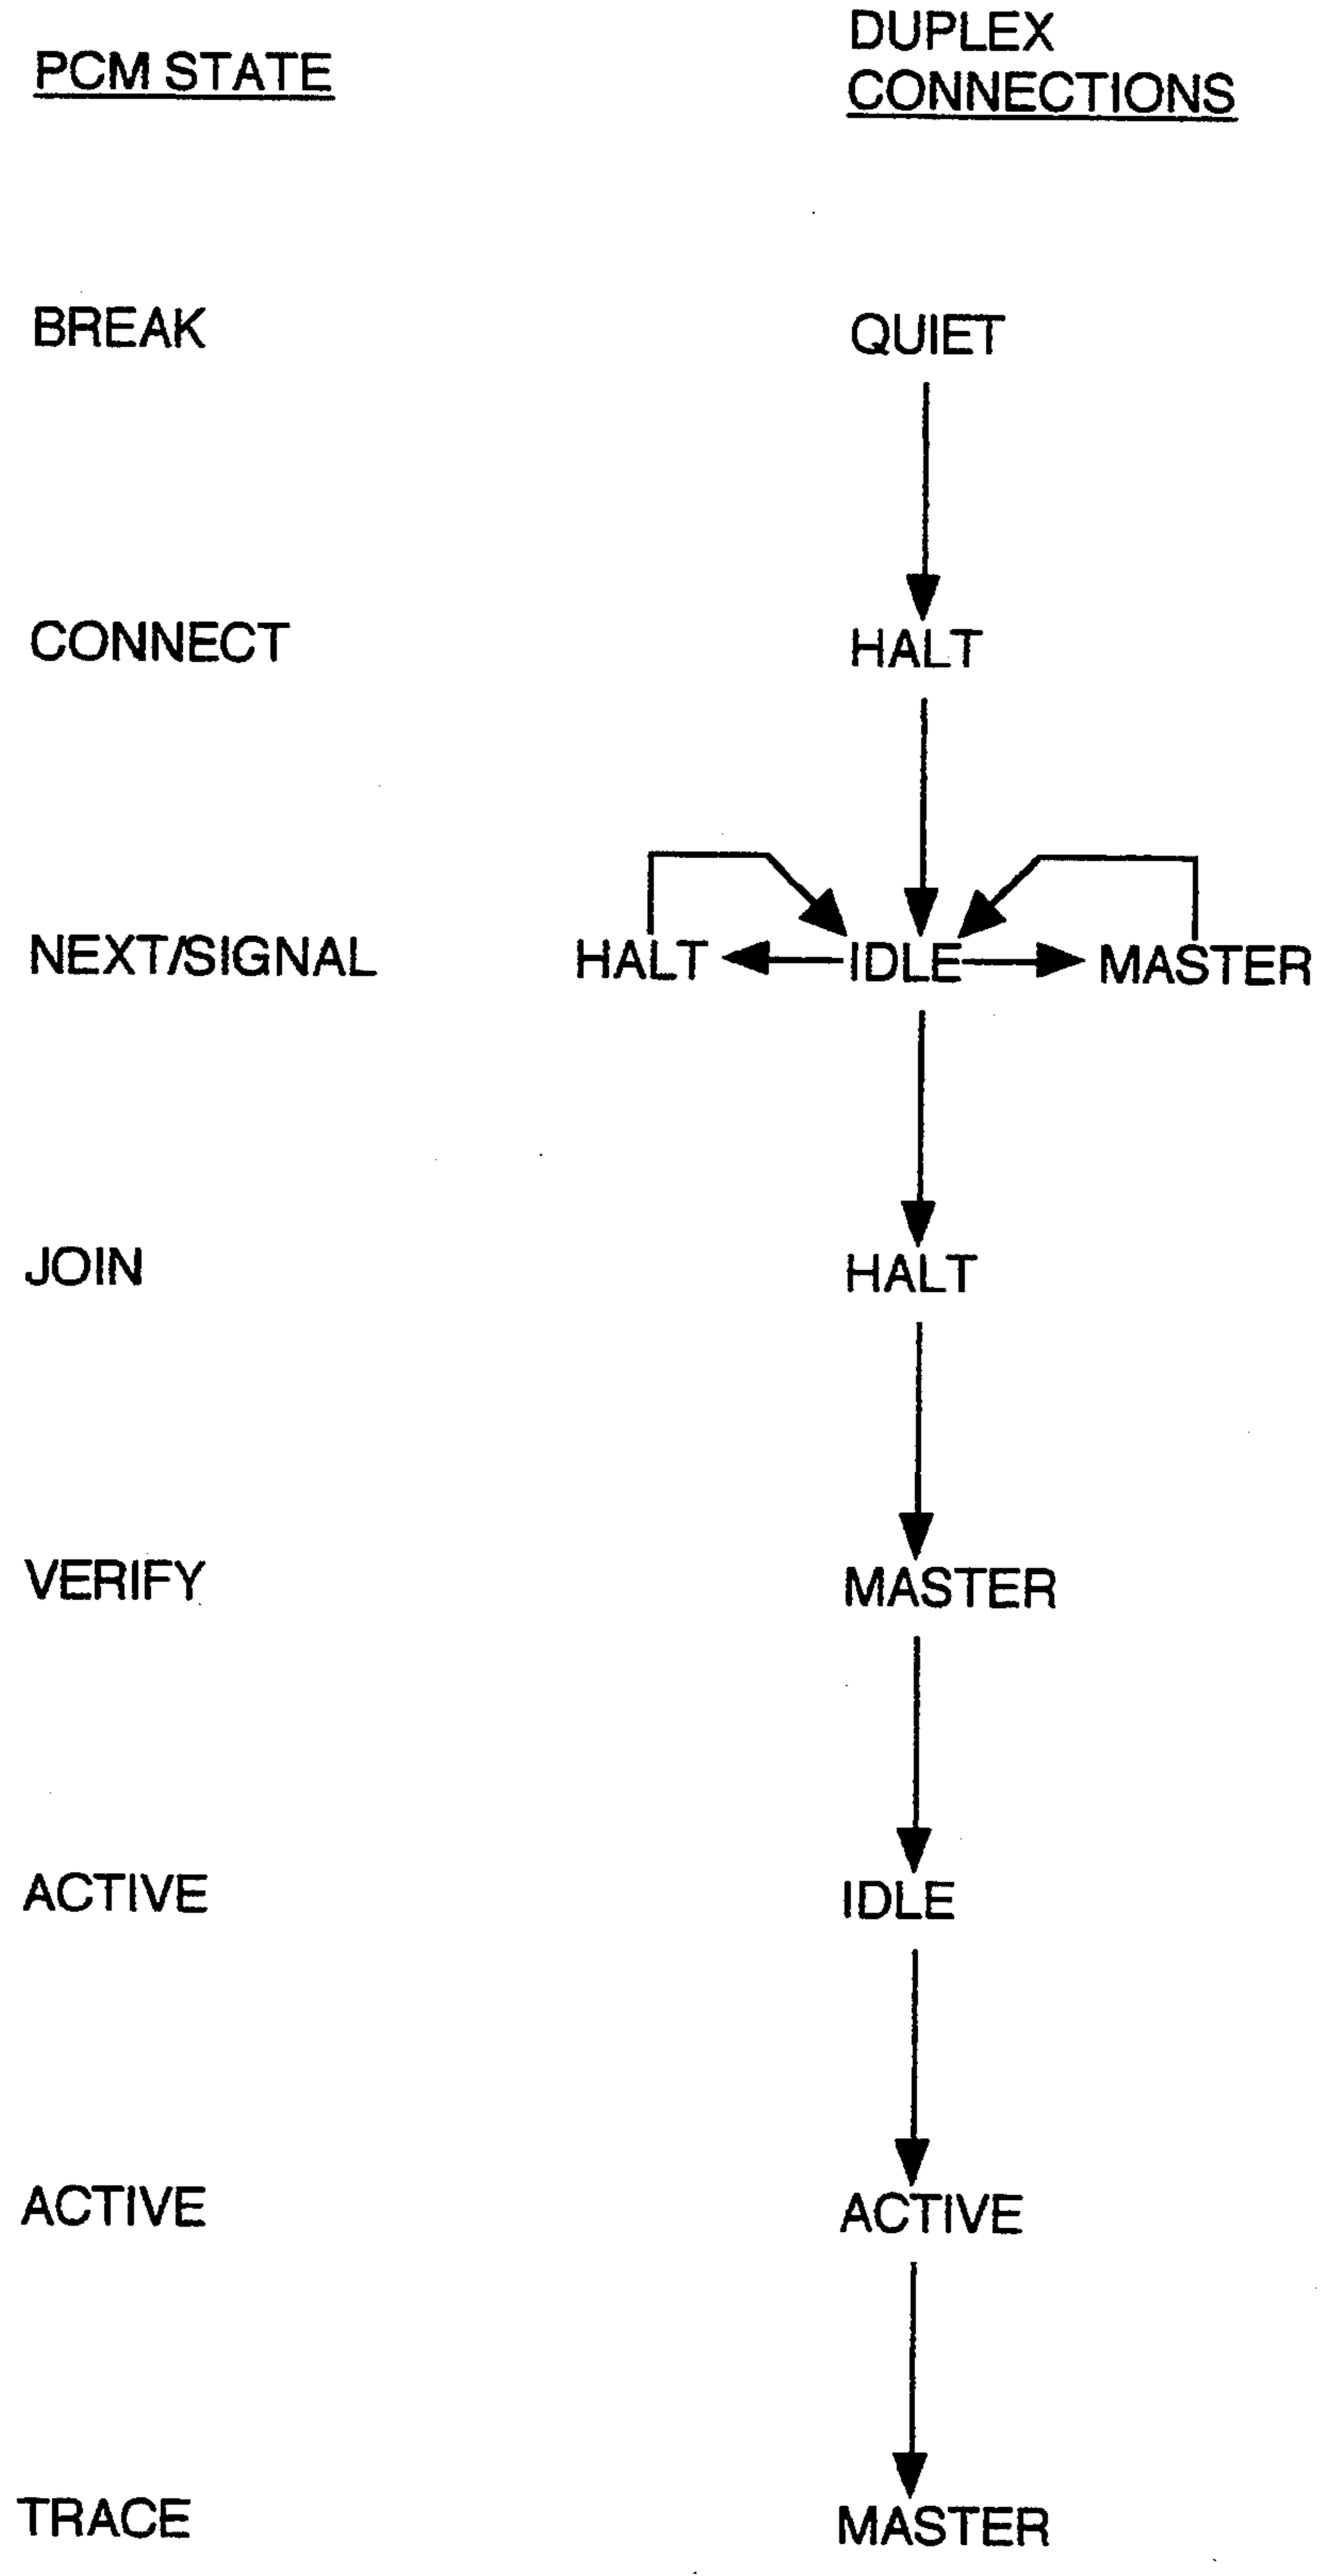 PCM STATE
DUPLEX
CONNECTIONS
BREAK
QUIET
CONNECT
HALT
NEXT/SIGNAL
HALT
IDLE
MASTER
JOIN
HALT
VERIFY
MASTER
ACTIVE
IDLE
ACTIVE
ACTIVE
TRACE
MASTER